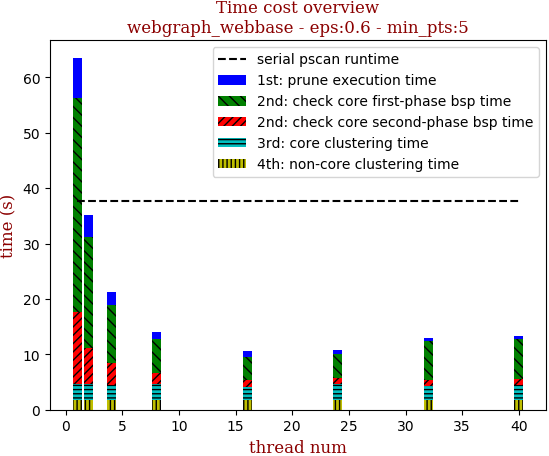 Time cost overview
webgraph_webbase - eps:0.6 - min_pts:5
serial pscan runtime
1st: prune execution time
2nd: check core first-phase bsp time
2nd: check core second-phase bsp time
3rd: core clustering time
4th: non-core clustering time
time (s)
60
50
40
30
20
10
0
0 5 10 15 20 25 30 35 40
thread num